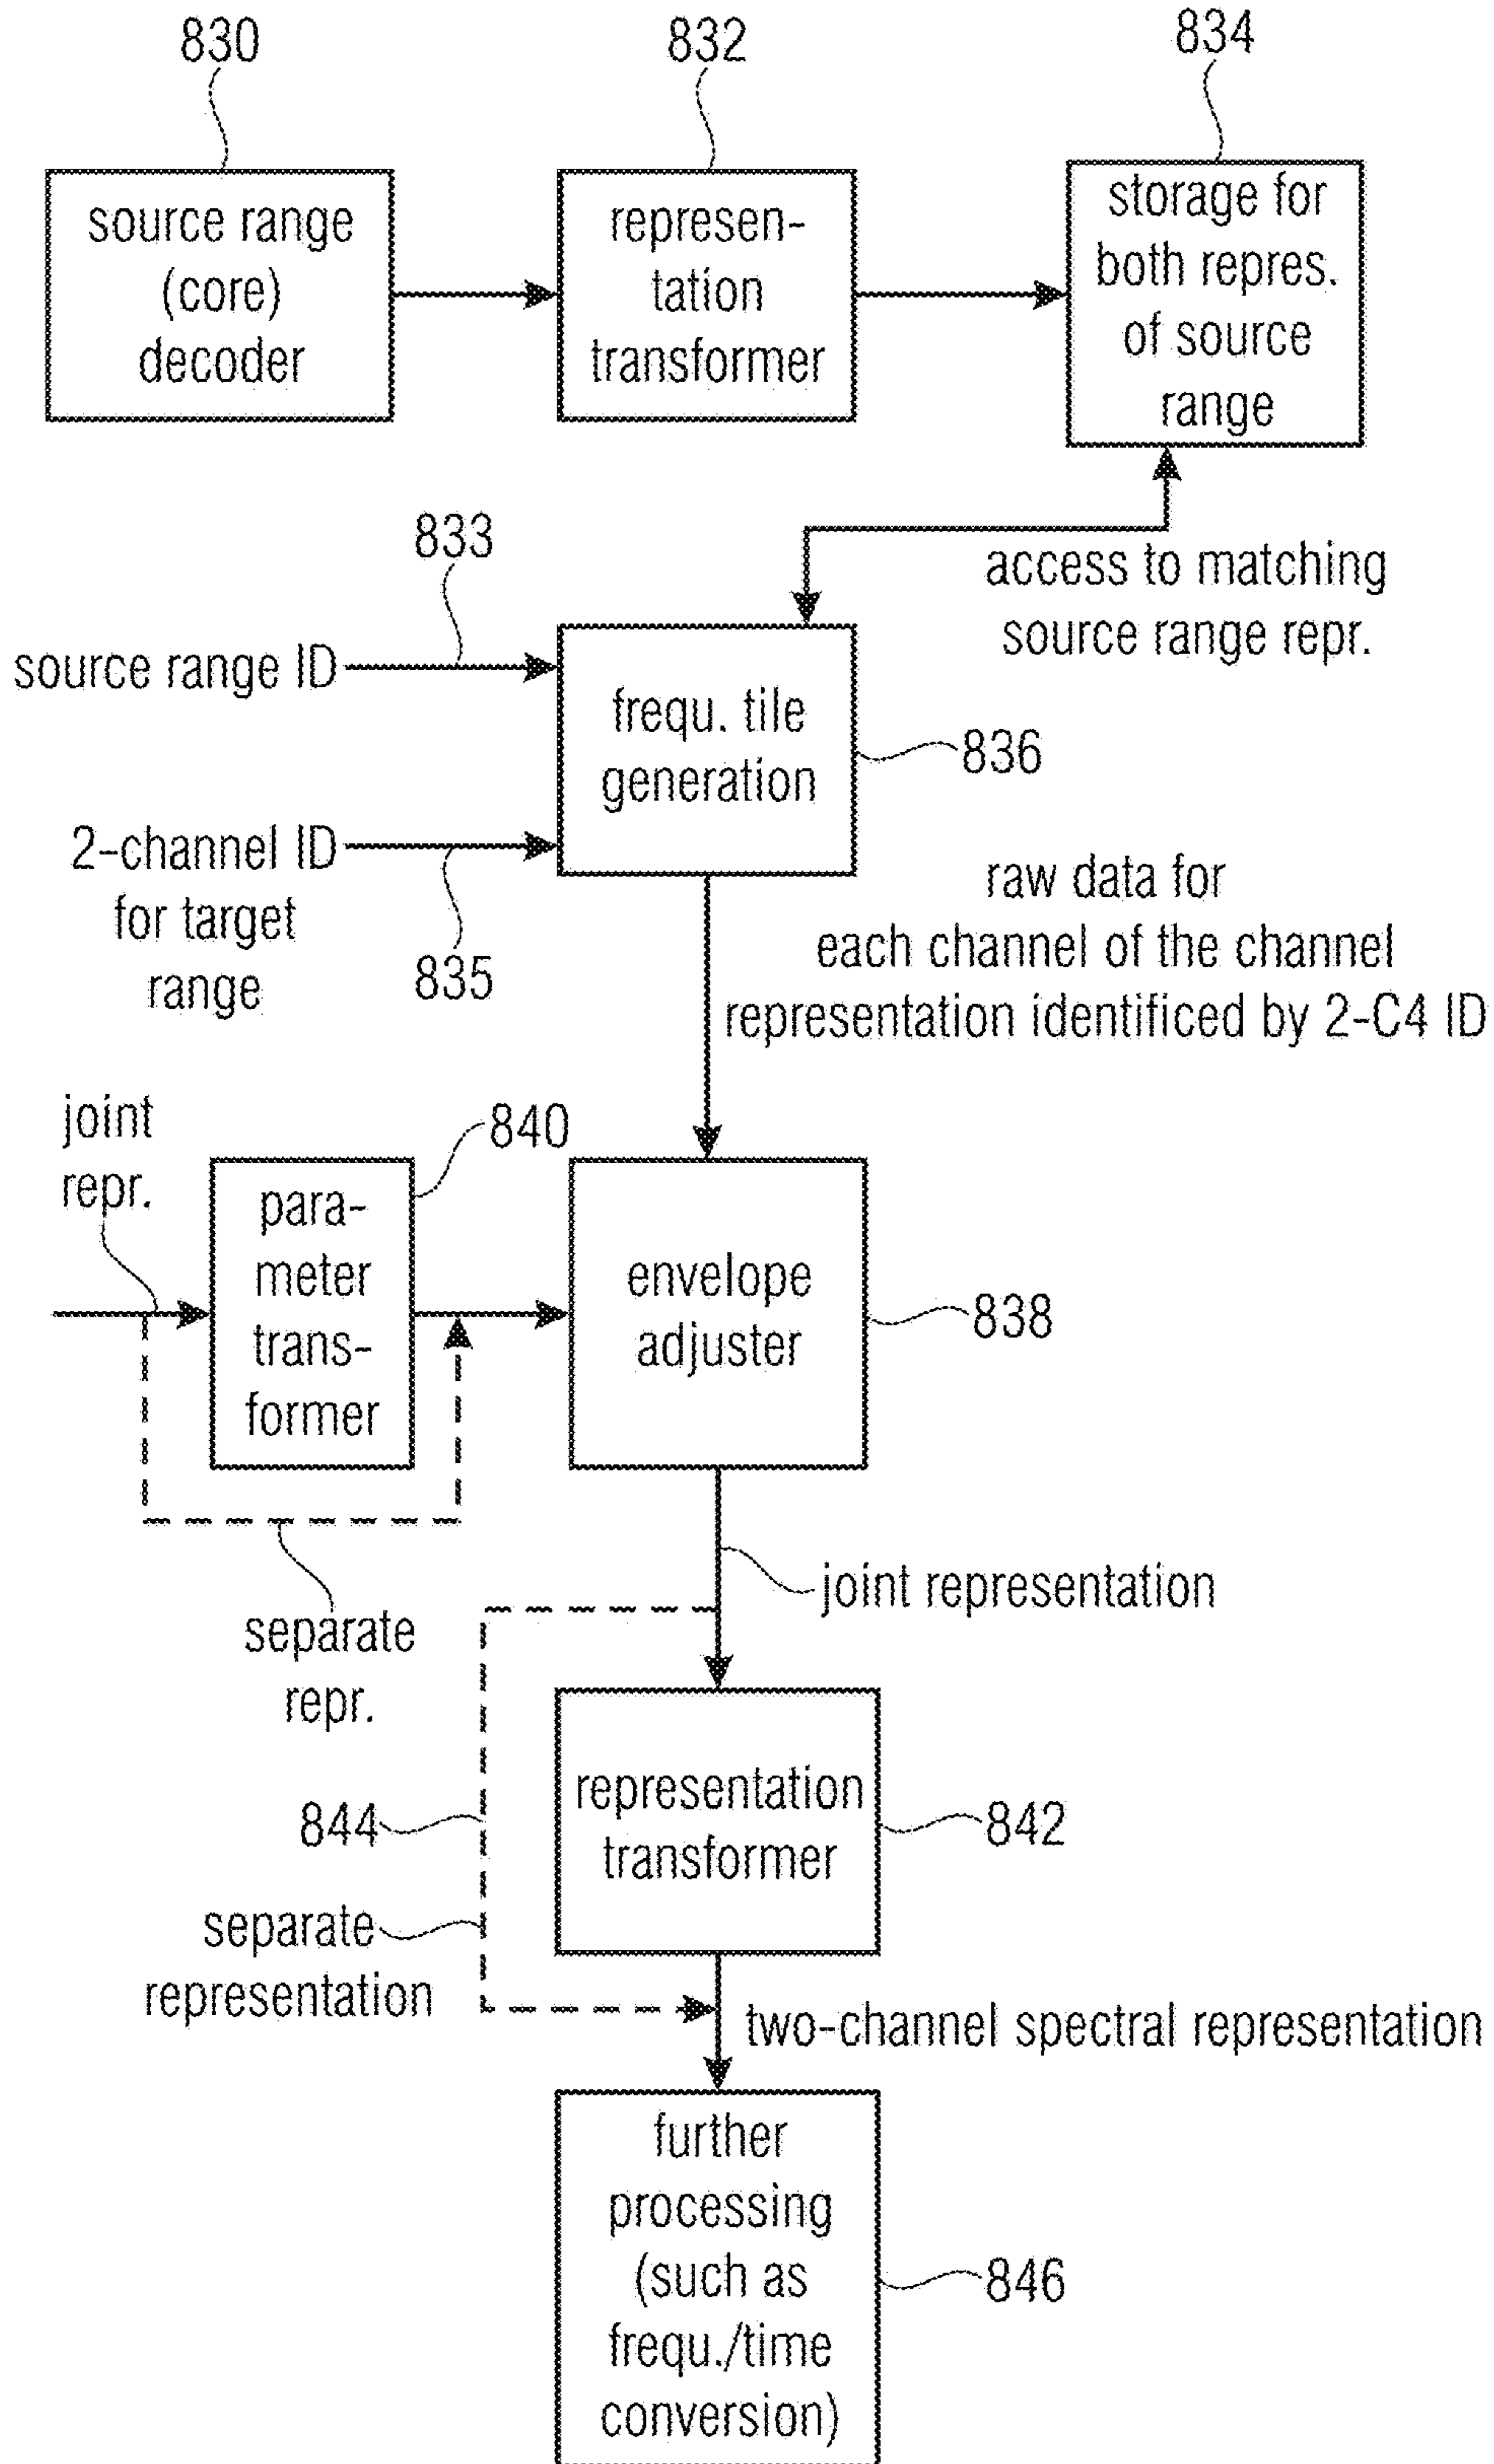 830
832
834
source range
(core)
decoder
represen-
tation
transformer
storage for
both repres.
of source
range
access to matching
source range repr.
833
source range ID
frequ. tile
generation
836
2-channel ID
for target
range
835
raw data for
each channel of the channel
representation identificed by 2-C4 ID
joint
repr.
840
para-
meter
trans-
former
envelope
adjuster
838
separate
repr.
joint representation
representation
transformer
842
844
separate
representation
two-channel spectral representation
further
processing
(such as
frequ./time
conversion)
846